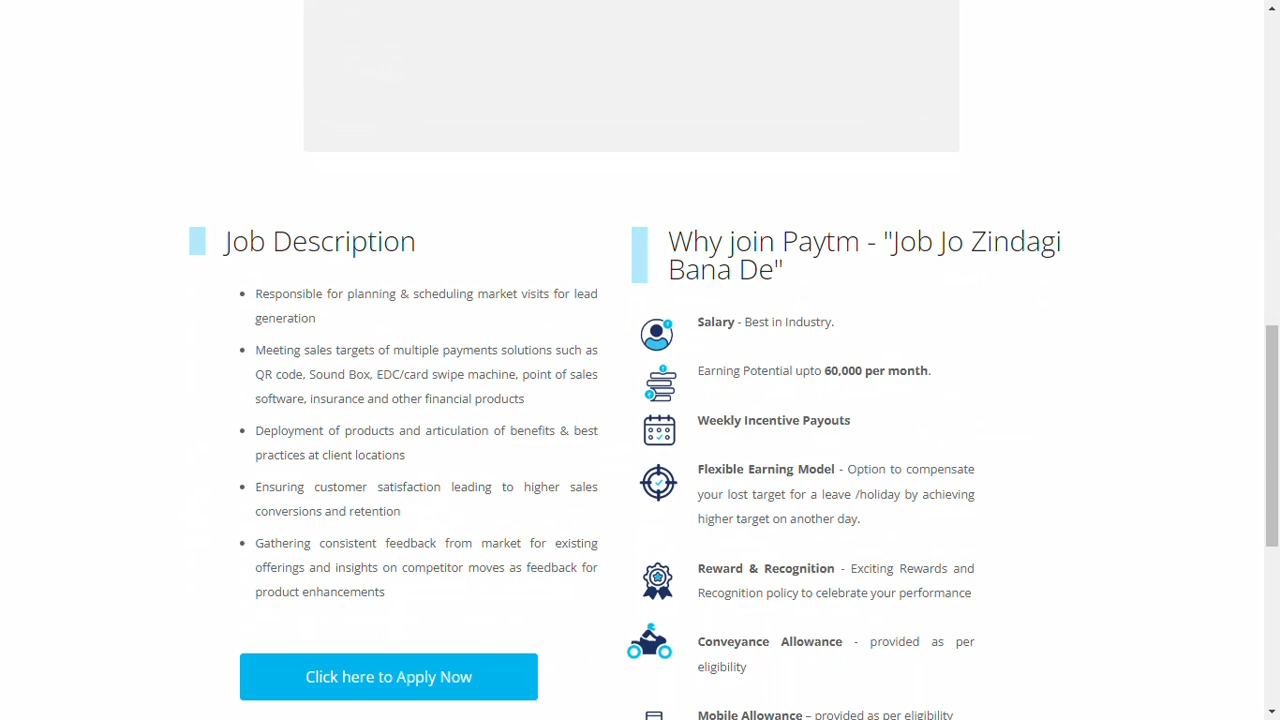 Job Description
Responsible for planning & scheduling market visits for lead
generation
Meeting sales targets of multiple payments solutions such as
QR code, Sound Box, EDC/card swipe machine, point of sales
software, insurance and other financial products
Deployment of products and articulation of benefits & best
practices at client locations
Ensuring customer satisfaction leading to higher sales
conversions and retention
Gathering consistent feedback from market for existing
offerings and insights on competitor moves as feedback for
product enhancements
Click here to Apply Now
Why join Paytm - "Job Jo Zindagi
Bana De"
Salary - Best in Industry.
Earning Potential upto 60,000 per month.
Weekly Incentive Payouts
Flexible Earning Model - Option to compensate
your lost target for a leave /holiday by achieving
higher target on another day.
Reward & Recognition - Exciting Rewards and
Recognition policy to celebrate your performance
Conveyance Allowance - provided as per
eligibility
Mobile Allowance – provided as per eligibility